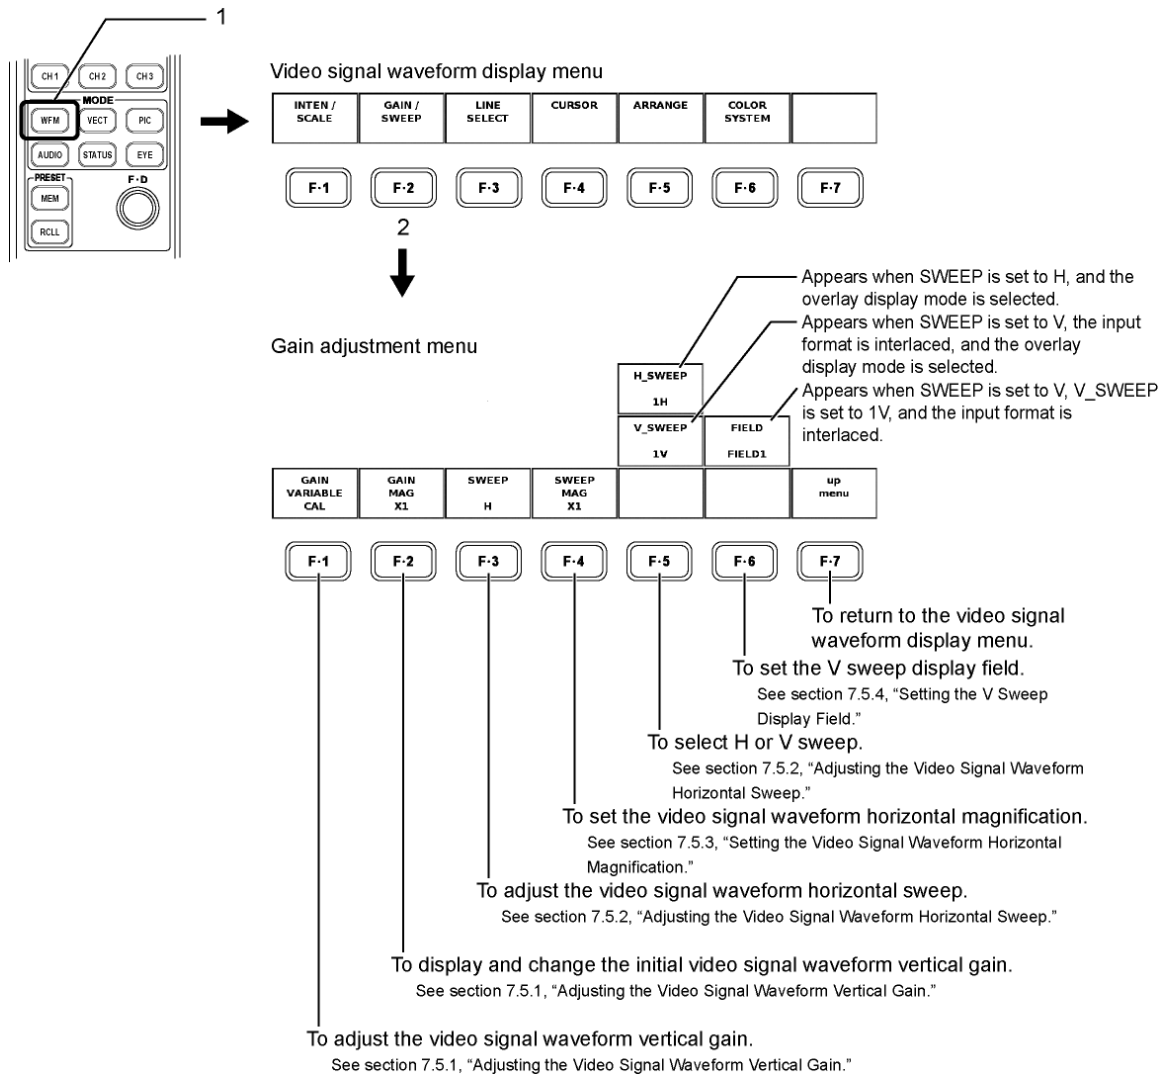 1
CH 1 CH 2 CH 3
MODE
WFM VECT PIC
AUDIO STATUS EYE
PRESET F·D
MEM
RCLL
Video signal waveform display menu
INTEN / SCALE
GAIN / SWEEP
LINE SELECT
CURSOR
ARRANGE
COLOR SYSTEM
F·1 F·2 F·3 F·4 F·5 F·6 F·7
2
Appears when SWEEP is set to H, and the
overlay display mode is selected.
Appears when SWEEP is set to V, the input
format is interlaced, and the overlay
display mode is selected.
Appears when SWEEP is set to V, V_SWEEP
is set to 1V, and the input format is
interlaced.
Gain adjustment menu
H_SWEEP
1H
V_SWEEP
1V
FIELD
FIELD1
GAIN VARIABLE CAL
GAIN MAG X1
SWEEP H
SWEEP MAG X1
up menu
F·1 F·2 F·3 F·4 F·5 F·6 F·7
To return to the video signal
waveform display menu.
To set the V sweep display field.
See section 7.5.4, “Setting the V Sweep
Display Field.”
To select H or V sweep.
See section 7.5.2, “Adjusting the Video Signal Waveform
Horizontal Sweep.”
To set the video signal waveform horizontal magnification.
See section 7.5.3, “Setting the Video Signal Waveform Horizontal
Magnification.”
To adjust the video signal waveform horizontal sweep.
See section 7.5.2, “Adjusting the Video Signal Waveform Horizontal Sweep.”
To display and change the initial video signal waveform vertical gain.
See section 7.5.1, “Adjusting the Video Signal Waveform Vertical Gain.”
To adjust the video signal waveform vertical gain.
See section 7.5.1, “Adjusting the Video Signal Waveform Vertical Gain.”